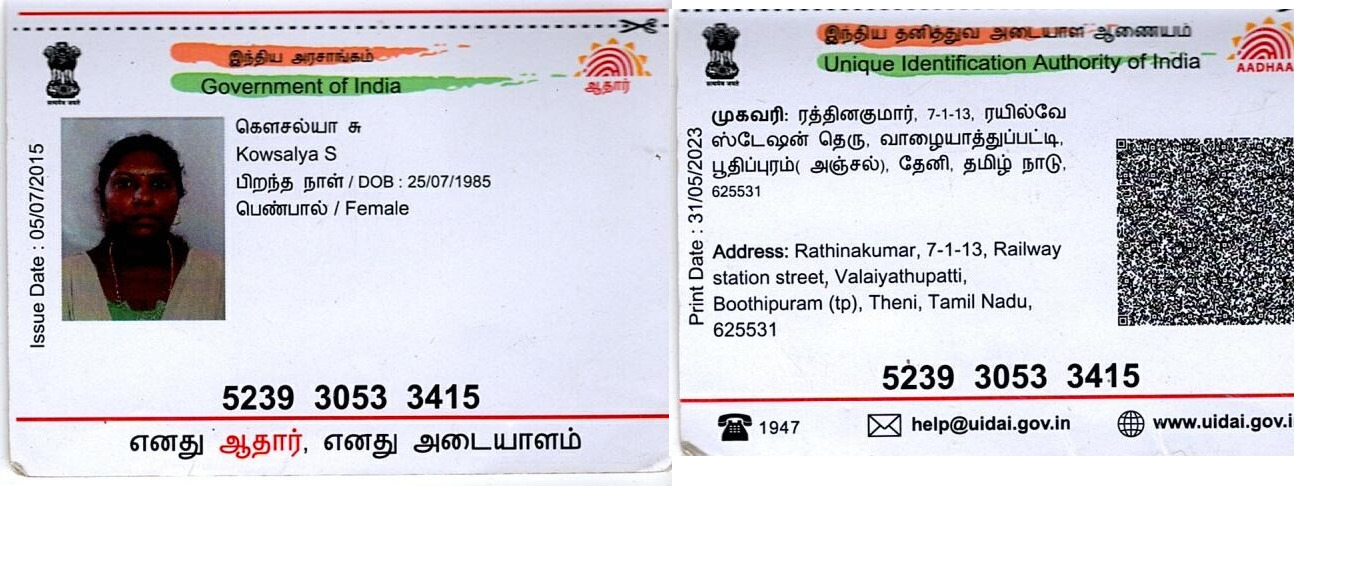 இந்திய அரசாங்கம்
Government of India
ஆதார்
Issue Date : 05/07/2015
கௌசல்யா சு
Kowsalya S
பிறந்த நாள் / DOB : 25/07/1985
பெண்பால் / Female
5239 3053 3415
எனது ஆதார், எனது அடையாளம்
இந்திய தனித்துவ அடையாள ஆணையம்
Unique Identification Authority of India
AADHAA
Print Date : 31/05/2023
முகவரி: ரத்தினகுமார், 7-1-13, ரயில்வே
ஸ்டேஷன் தெரு, வாழையாத்துப்பட்டி,
பூதிப்புரம்( அஞ்சல்), தேனி, தமிழ் நாடு,
625531
Address: Rathinakumar, 7-1-13, Railway
station street, Valaiyathupatti,
Boothipuram (tp), Theni, Tamil Nadu,
625531
5239 3053 3415
1947
help@uidai.gov.in
www.uidai.gov.i